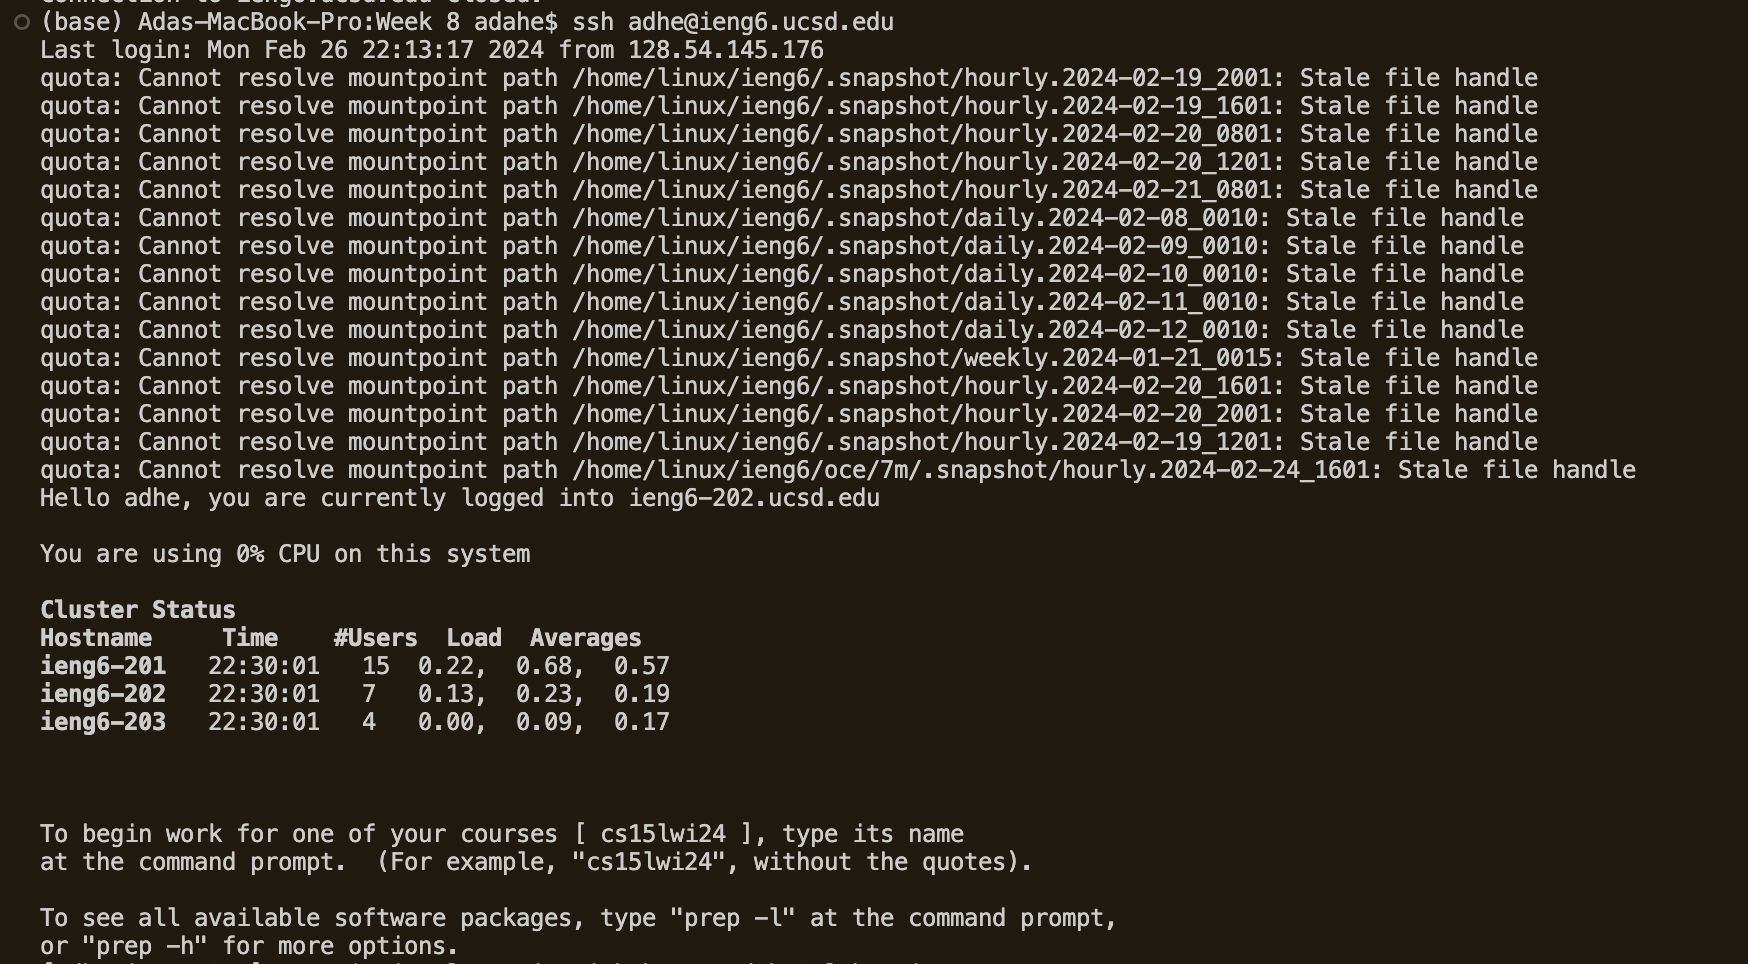 connection to ieng6.ucsd.edu closed.
(base) Adas-MacBook-Pro:Week 8 adahe$ ssh adhe@ieng6.ucsd.edu
Last login: Mon Feb 26 22:13:17 2024 from 128.54.145.176
quota: Cannot resolve mountpoint path /home/linux/ieng6/.snapshot/hourly.2024-02-19_2001: Stale file handle
quota: Cannot resolve mountpoint path /home/linux/ieng6/.snapshot/hourly.2024-02-19_1601: Stale file handle
quota: Cannot resolve mountpoint path /home/linux/ieng6/.snapshot/hourly.2024-02-20_0801: Stale file handle
quota: Cannot resolve mountpoint path /home/linux/ieng6/.snapshot/hourly.2024-02-20_1201: Stale file handle
quota: Cannot resolve mountpoint path /home/linux/ieng6/.snapshot/hourly.2024-02-21_0801: Stale file handle
quota: Cannot resolve mountpoint path /home/linux/ieng6/.snapshot/daily.2024-02-08_0010: Stale file handle
quota: Cannot resolve mountpoint path /home/linux/ieng6/.snapshot/daily.2024-02-09_0010: Stale file handle
quota: Cannot resolve mountpoint path /home/linux/ieng6/.snapshot/daily.2024-02-10_0010: Stale file handle
quota: Cannot resolve mountpoint path /home/linux/ieng6/.snapshot/daily.2024-02-11_0010: Stale file handle
quota: Cannot resolve mountpoint path /home/linux/ieng6/.snapshot/daily.2024-02-12_0010: Stale file handle
quota: Cannot resolve mountpoint path /home/linux/ieng6/.snapshot/weekly.2024-01-21_0015: Stale file handle
quota: Cannot resolve mountpoint path /home/linux/ieng6/.snapshot/hourly.2024-02-20_1601: Stale file handle
quota: Cannot resolve mountpoint path /home/linux/ieng6/.snapshot/hourly.2024-02-20_2001: Stale file handle
quota: Cannot resolve mountpoint path /home/linux/ieng6/.snapshot/hourly.2024-02-19_1201: Stale file handle
quota: Cannot resolve mountpoint path /home/linux/ieng6/oce/7m/.snapshot/hourly.2024-02-24_1601: Stale file handle
Hello adhe, you are currently logged into ieng6-202.ucsd.edu
You are using 0% CPU on this system
Cluster Status
Hostname Time #Users Load Averages
ieng6-201 22:30:01 15 0.22, 0.68, 0.57
ieng6-202 22:30:01 7 0.13, 0.23, 0.19
ieng6-203 22:30:01 4 0.00, 0.09, 0.17
To begin work for one of your courses [ cs15lwi24 ], type its name
at the command prompt. (For example, "cs15lwi24", without the quotes).
To see all available software packages, type "prep -l" at the command prompt,
or "prep -h" for more options.